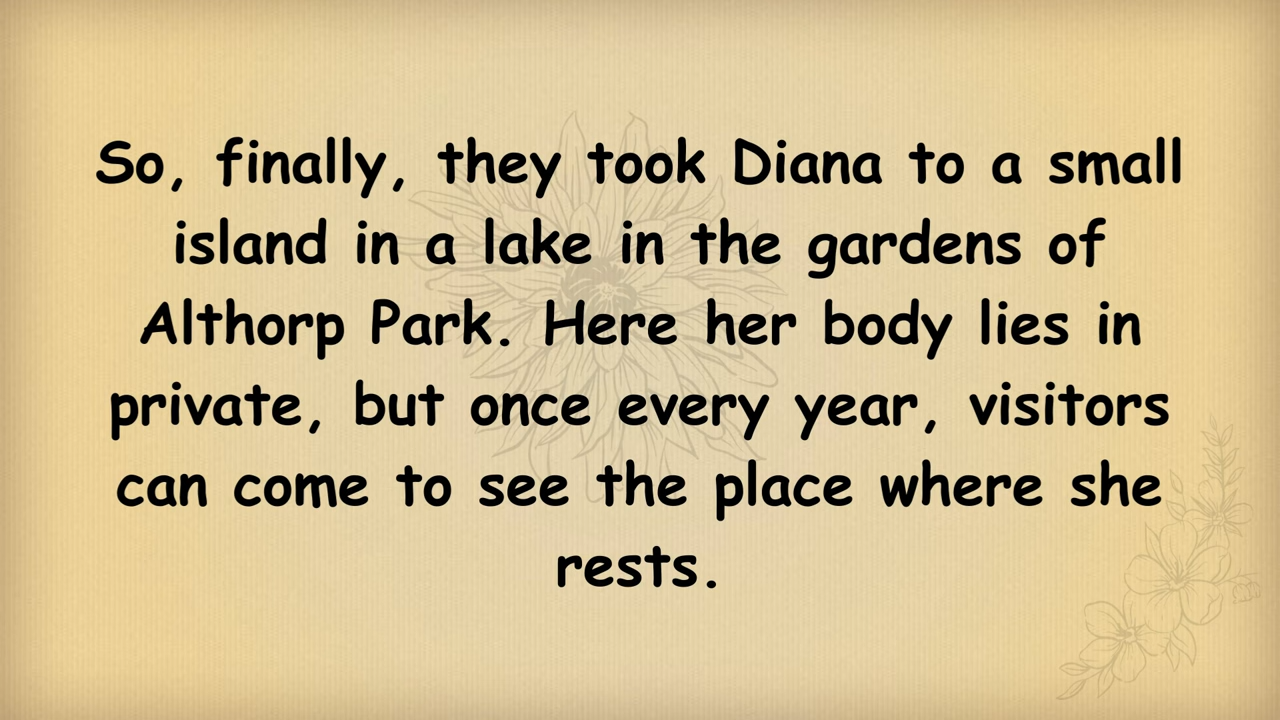 So, finally, they took Diana to a small
island in a lake in the gardens of
Althorp Park. Here her body lies in
private, but once every year, visitors
can come to see the place where she
rests.